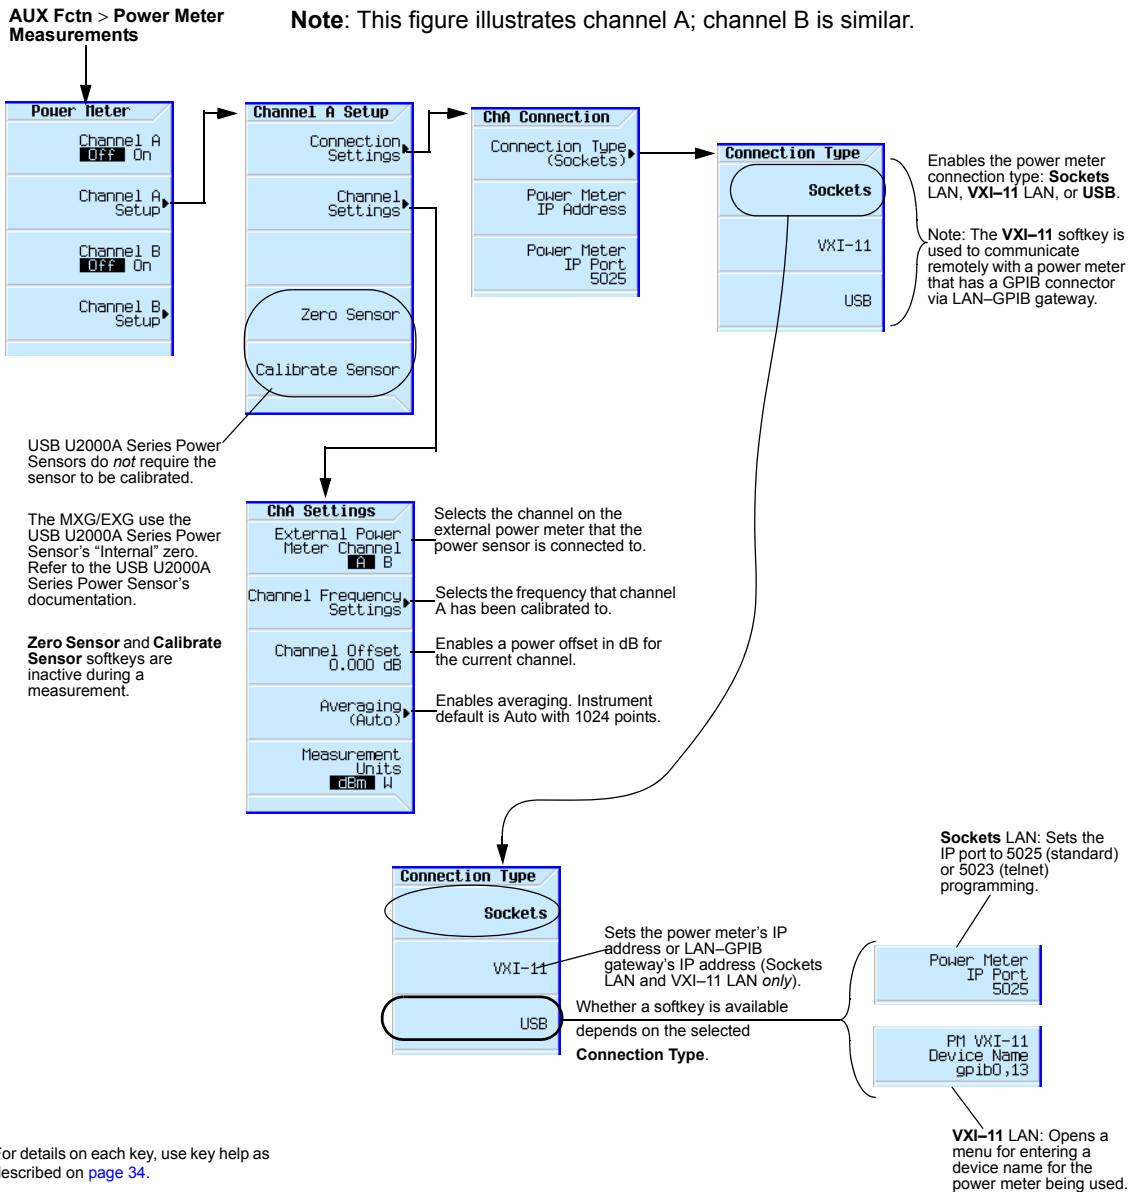 AUX Fctn > Power Meter
Measurements
Note: This figure illustrates channel A; channel B is similar.
Power Meter
Channel A
Off On
Channel A
Setup
Channel B
Off On
Channel B
Setup
Channel A Setup
Connection
Settings
Channel
Settings
Zero Sensor
Calibrate Sensor
ChA Connection
Connection Type
(Sockets)
Power Meter
IP Address
Power Meter
IP Port
5025
Connection Type
Sockets
VXI-11
USB
Enables the power meter
connection type: Sockets
LAN, VXI–11 LAN, or USB.
Note: The VXI–11 softkey is
used to communicate
remotely with a power meter
that has a GPIB connector
via LAN–GPIB gateway.
USB U2000A Series Power
Sensors do not require the
sensor to be calibrated.
The MXG/EXG use the
USB U2000A Series Power
Sensor's “Internal” zero.
Refer to the USB U2000A
Series Power Sensor's
documentation.
Zero Sensor and Calibrate
Sensor softkeys are
inactive during a
measurement.
ChA Settings
External Power
Meter Channel
A B
Channel Frequency
Settings
Channel Offset
0.000 dB
Averaging
(Auto)
Measurement
Units
dBm W
Selects the channel on the
external power meter that the
power sensor is connected to.
Selects the frequency that channel
A has been calibrated to.
Enables a power offset in dB for
the current channel.
Enables averaging. Instrument
default is Auto with 1024 points.
Connection Type
Sockets
VXI-11
USB
Sets the power meter's IP
address or LAN–GPIB
gateway's IP address (Sockets
LAN and VXI–11 LAN only).
Whether a softkey is available
depends on the selected
Connection Type.
Sockets LAN: Sets the
IP port to 5025 (standard)
or 5023 (telnet)
programming.
Power Meter
IP Port
5025
PM VXI-11
Device Name
gpib0,13
VXI–11 LAN: Opens a
menu for entering a
device name for the
power meter being used.
For details on each key, use key help as
described on page 34.